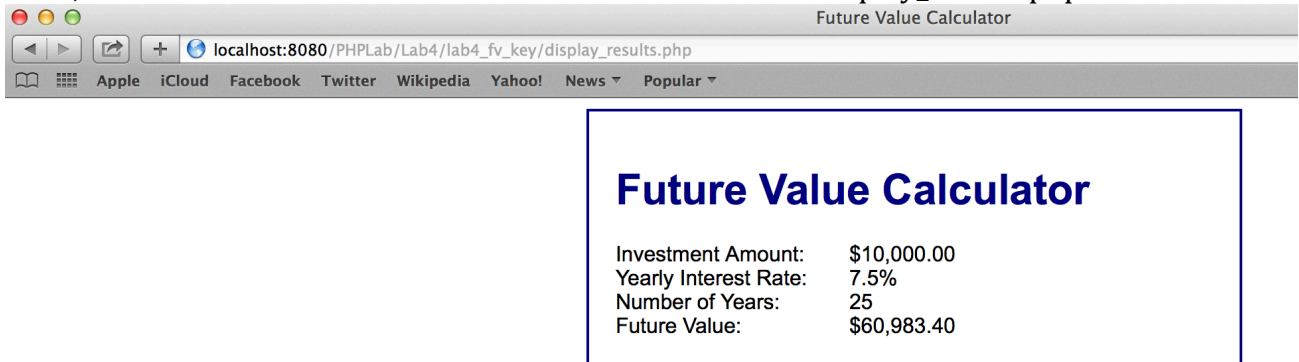 Future Value Calculator
localhost:8080/PHPLab/Lab4/lab4_fv_key/display_results.php
Apple iCloud Facebook Twitter Wikipedia Yahoo! News Popular
Future Value Calculator
Investment Amount: $10,000.00
Yearly Interest Rate: 7.5%
Number of Years: 25
Future Value: $60,983.40